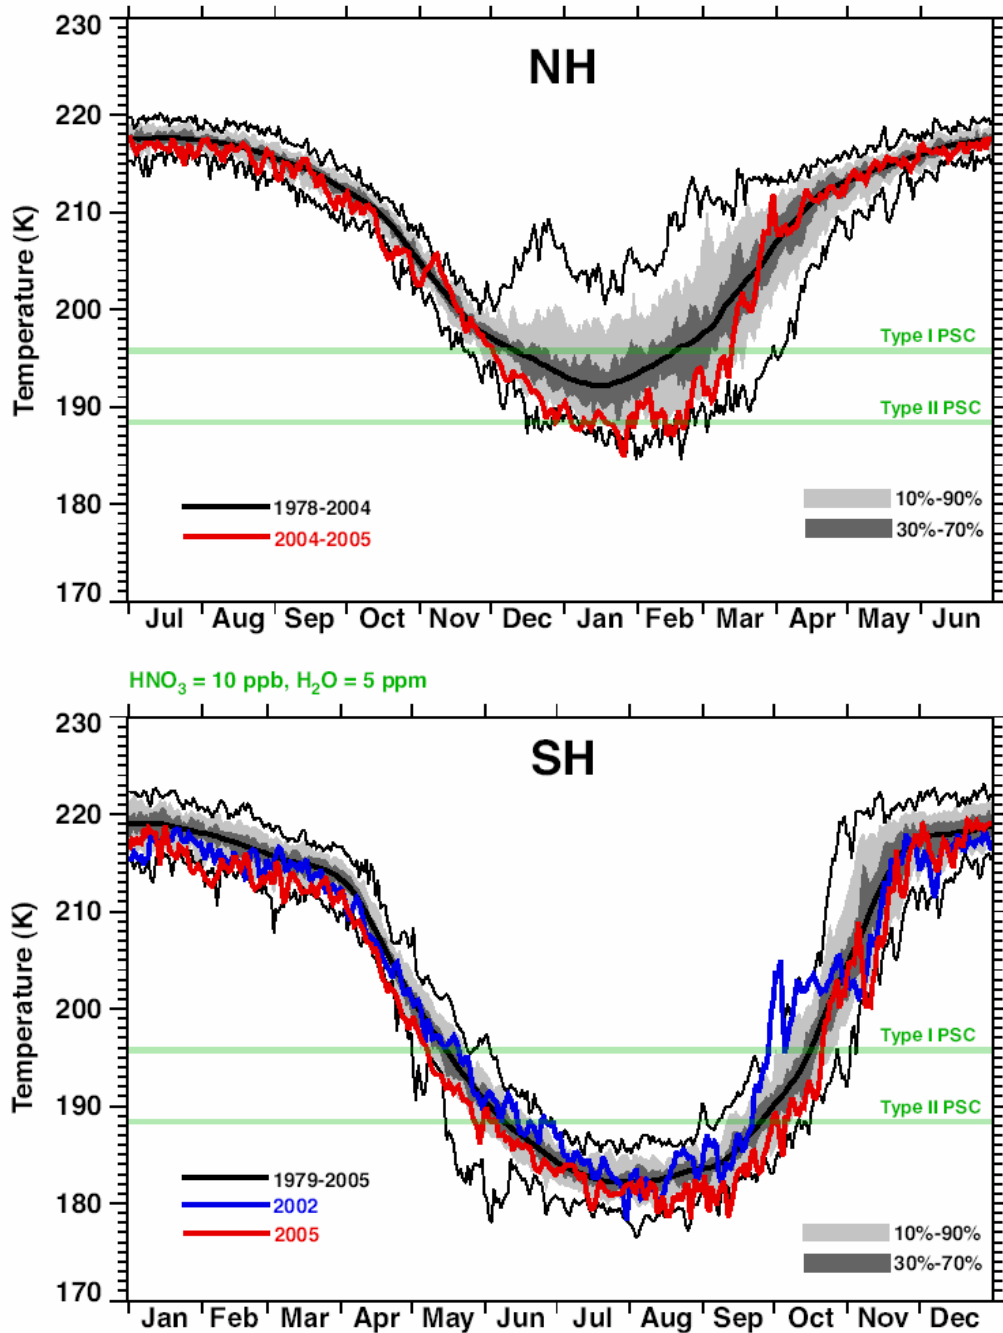 NH
230
220
210
200
190
180
170
Temperature (K)
Type I PSC
Type II PSC
1978-2004
2004-2005
10%-90%
30%-70%
Jul Aug Sep Oct Nov Dec Jan Feb Mar Apr May Jun
HNO₃ = 10 ppb, H₂O = 5 ppm
SH
230
220
210
200
190
180
170
Temperature (K)
Type I PSC
Type II PSC
1979-2005
2002
2005
10%-90%
30%-70%
Jan Feb Mar Apr May Jun Jul Aug Sep Oct Nov Dec